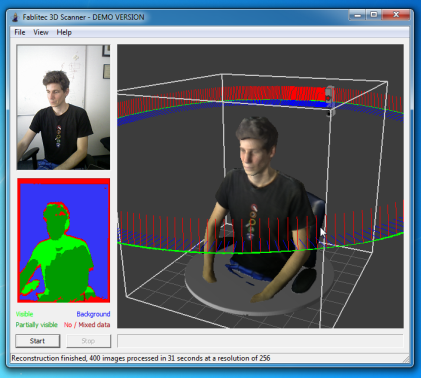 Fablitec 3D Scanner - DEMO VERSION
File View Help
Visible Background
Partially visible No / Mixed data
Start Stop
Reconstruction finished, 400 images processed in 31 seconds at a resolution of 256